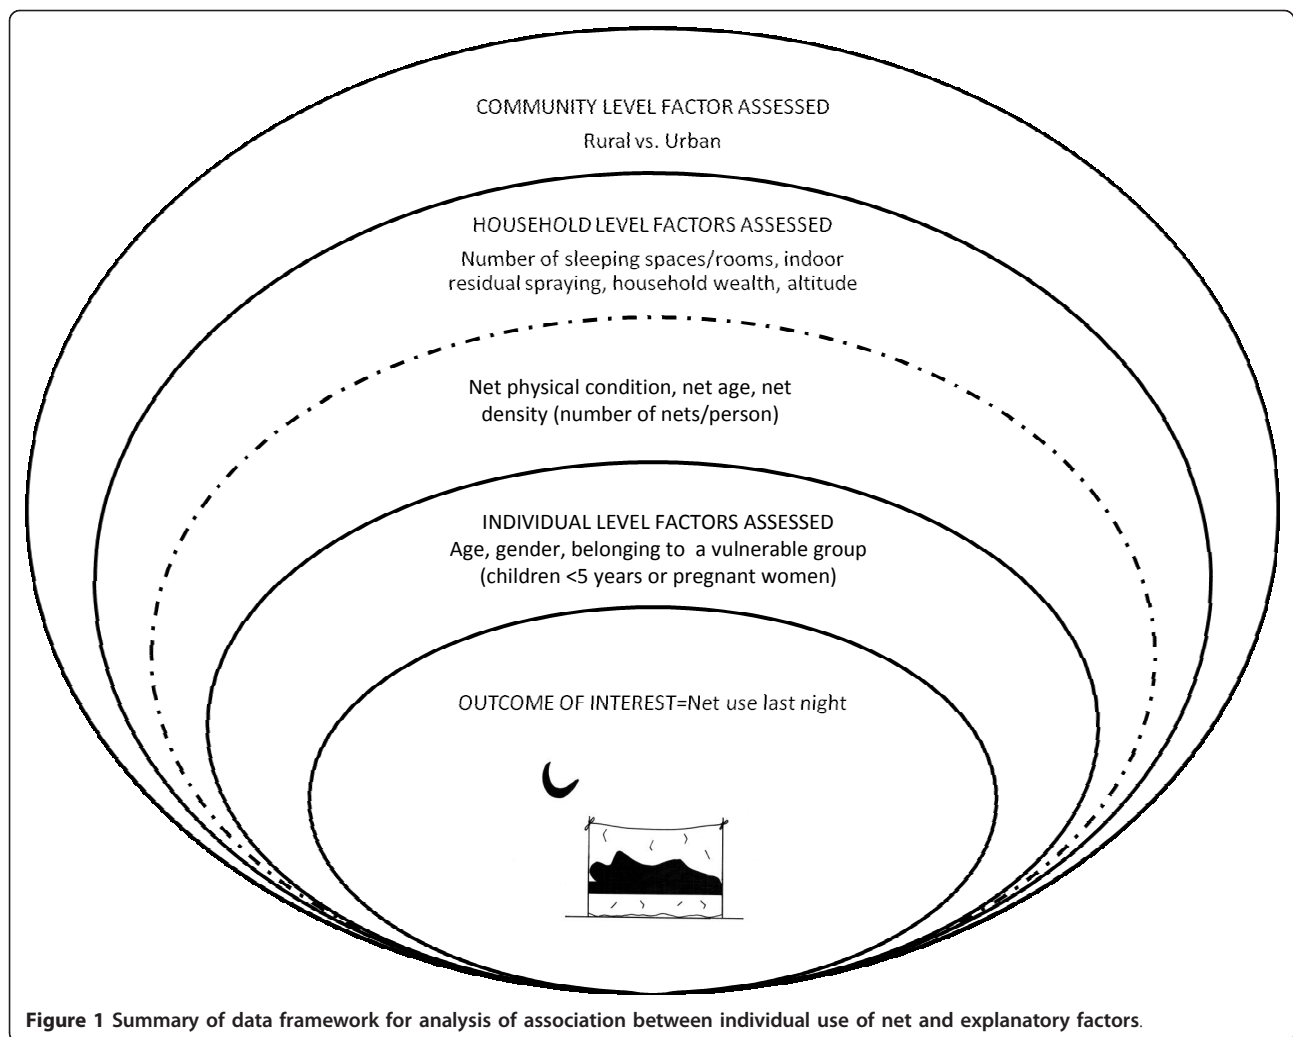 COMMUNITY LEVEL FACTOR ASSESSED
Rural vs. Urban
HOUSEHOLD LEVEL FACTORS ASSESSED
Number of sleeping spaces/rooms, indoor
residual spraying, household wealth, altitude
Net physical condition, net age, net
density (number of nets/person)
INDIVIDUAL LEVEL FACTORS ASSESSED
Age, gender, belonging to a vulnerable group
(children <5 years or pregnant women)
OUTCOME OF INTEREST=Net use last night
Figure 1 Summary of data framework for analysis of association between individual use of net and explanatory factors.